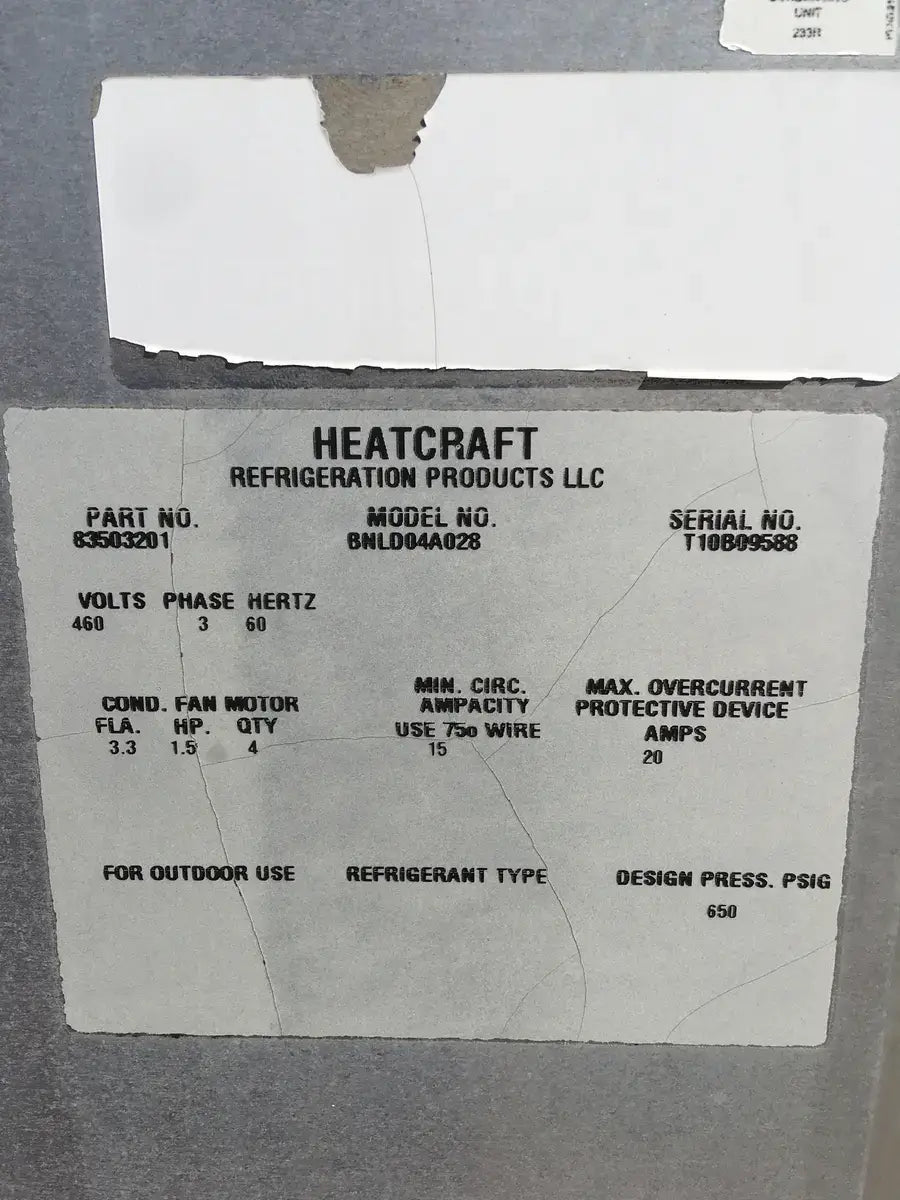 UNIT
233R
HEATCRAFT
REFRIGERATION PRODUCTS LLC
PART NO. MODEL NO. SERIAL NO.
83503201 BNLD04A028 T10B09588
VOLTS PHASE HERTZ
460 3 60
COND. FAN MOTOR
FLA. HP. QTY
3.3 1.5 4
MIN. CIRC.
AMPACITY
USE 75o WIRE
15
MAX. OVERCURRENT
PROTECTIVE DEVICE
AMPS
20
FOR OUTDOOR USE REFRIGERANT TYPE DESIGN PRESS. PSIG
650